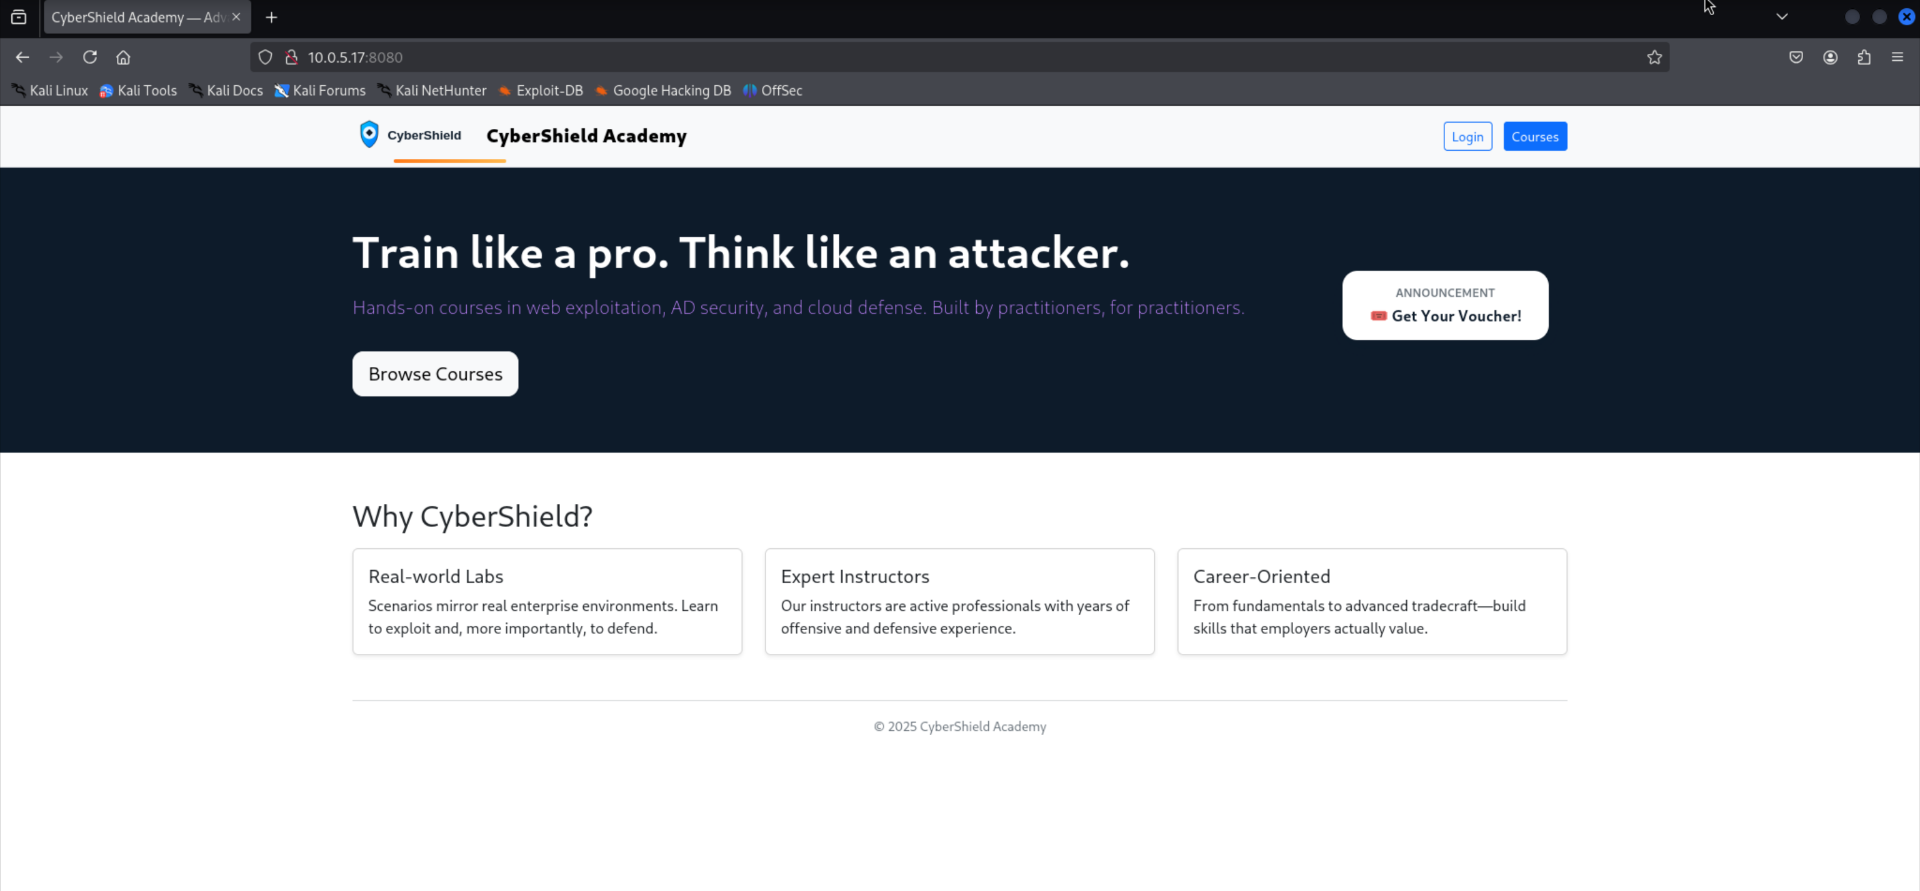 CyberShield Academy — Adv
10.0.5.17:8080
Kali Linux Kali Tools Kali Docs Kali Forums Kali NetHunter Exploit-DB Google Hacking DB OffSec
CyberShield CyberShield Academy Login Courses
Train like a pro. Think like an attacker.
Hands-on courses in web exploitation, AD security, and cloud defense. Built by practitioners, for practitioners.
ANNOUNCEMENT
Get Your Voucher!
Browse Courses
Why CyberShield?
Real-world Labs
Scenarios mirror real enterprise environments. Learn
to exploit and, more importantly, to defend.
Expert Instructors
Our instructors are active professionals with years of
offensive and defensive experience.
Career-Oriented
From fundamentals to advanced tradecraft—build
skills that employers actually value.
© 2025 CyberShield Academy